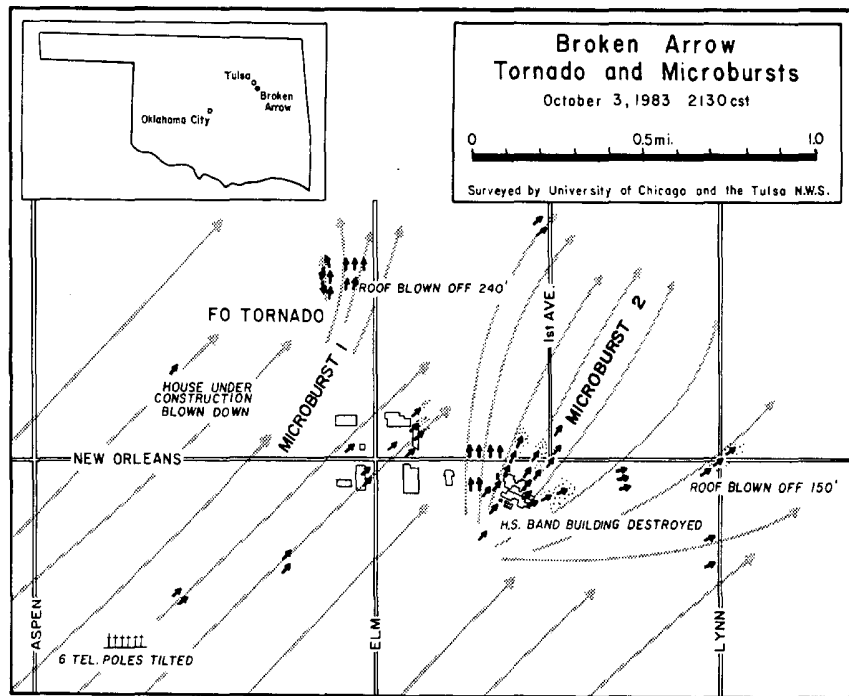 Tulsa
Broken
Arrow
Oklahoma City
Broken Arrow
Tornado and Microbursts
October 3, 1983 2130 cst
0 0.5mi. 1.0
Surveyed by University of Chicago and the Tulsa N.W.S.
ROOF BLOWN OFF 240'
FO TORNADO
MICROBURST 1
1st AVE.
MICROBURST 2
HOUSE UNDER
CONSTRUCTION
BLOWN DOWN
NEW ORLEANS
ROOF BLOWN OFF 150'
H.S. BAND BUILDING DESTROYED
ASPEN
ELM
LYNN
6 TEL. POLES TILTED